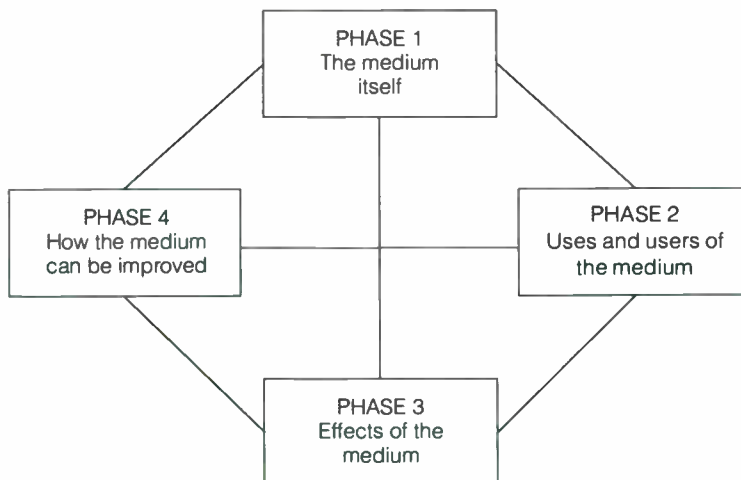 PHASE 1
The medium
itself
PHASE 4
How the medium
can be improved
PHASE 2
Uses and users of
the medium
PHASE 3
Effects of the
medium